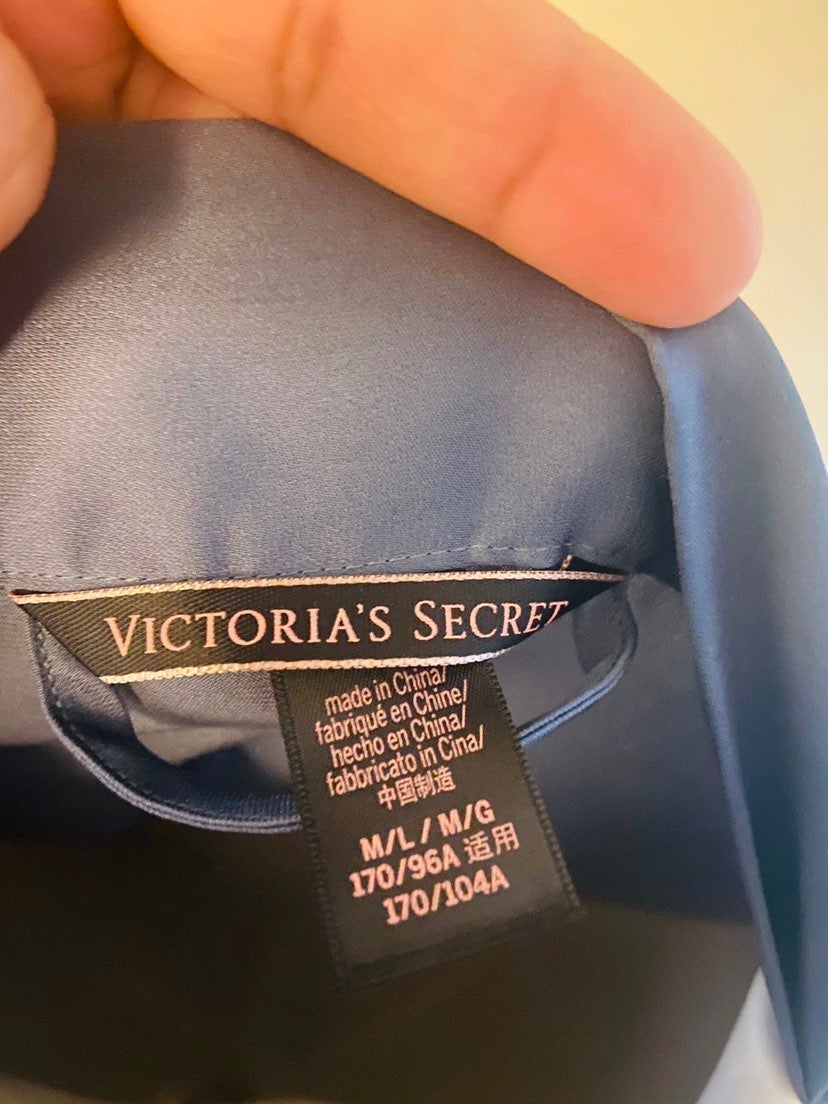 VICTORIA'S SECRET
made in China/
fabriqué en Chine/
hecho en China/
fabbricato in Cina/
中国制造
M/L / M/G
170/96A 适用
170/104A